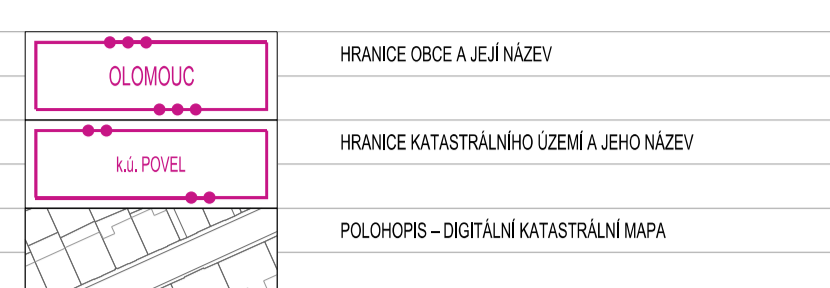 OLOMOUC
HRANICE OBCE A JEJÍ NÁZEV
k.ú. POVEL
HRANICE KATASTRÁLNÍHO ÚZEMÍ A JEHO NÁZEV
POLOHOPIS – DIGITÁLNÍ KATASTRÁLNÍ MAPA